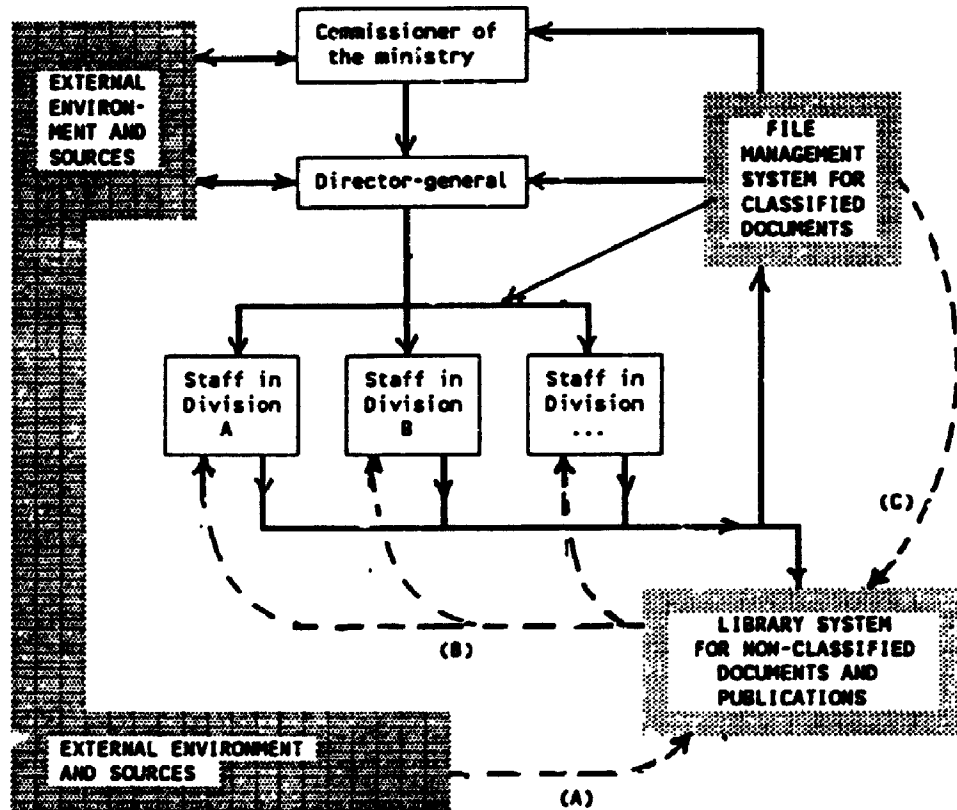 Commissioner of
the ministry
EXTERNAL
ENVIRON-
MENT AND
SOURCES
FILE
MANAGEMENT
SYSTEM FOR
CLASSIFIED
DOCUMENTS
Director-general
Staff in
Division
A
Staff in
Division
B
Staff in
Division
...
(C)
(B)
LIBRARY SYSTEM
FOR NON-CLASSIFIED
DOCUMENTS AND
PUBLICATIONS
EXTERNAL ENVIRONMENT
AND SOURCES
(A)